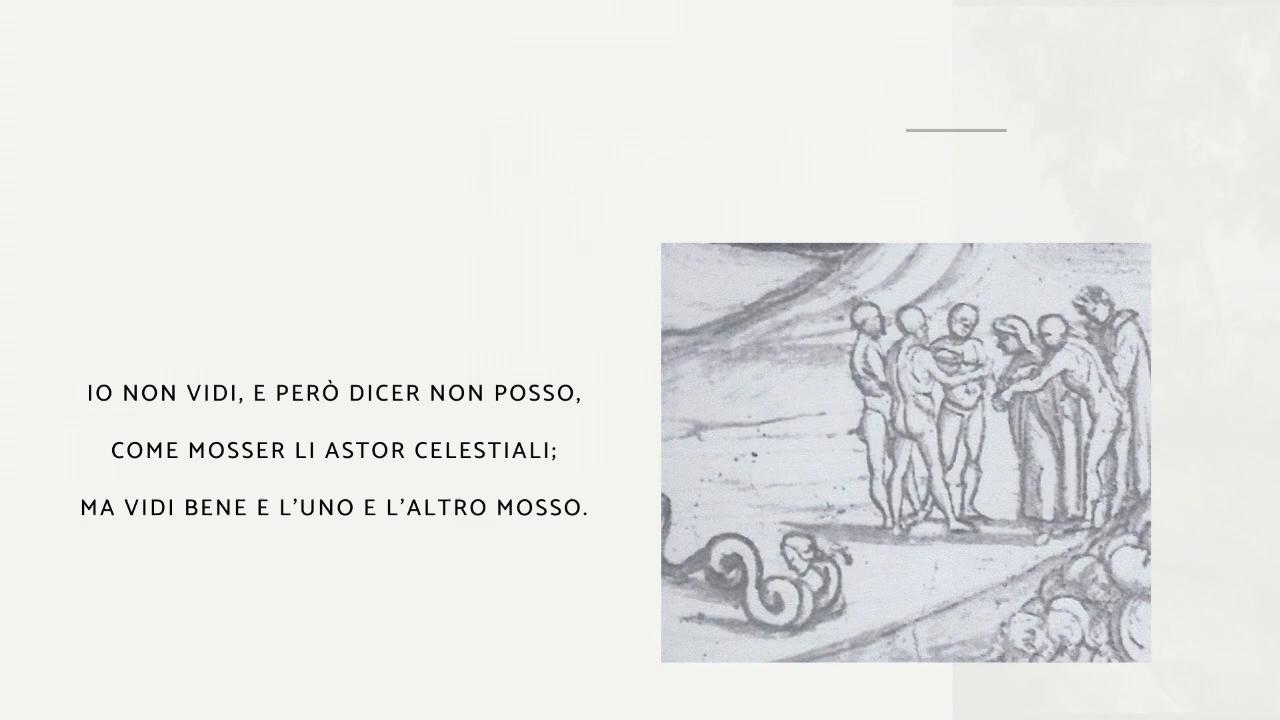 IO NON VIDI, E PERÒ DICER NON POSSO,
COME MOSSER LI ASTOR CELESTIALI;
MA VIDI BENE E L’UNO E L’ALTRO MOSSO.